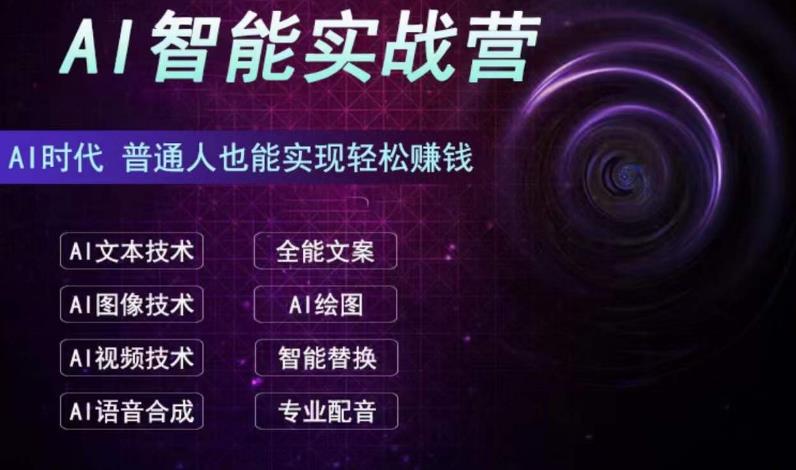 AI智能实战营
AI时代 普通人也能实现轻松赚钱
AI文本技术 全能文案
AI图像技术 AI绘图
AI视频技术 智能替换
AI语音合成 专业配音